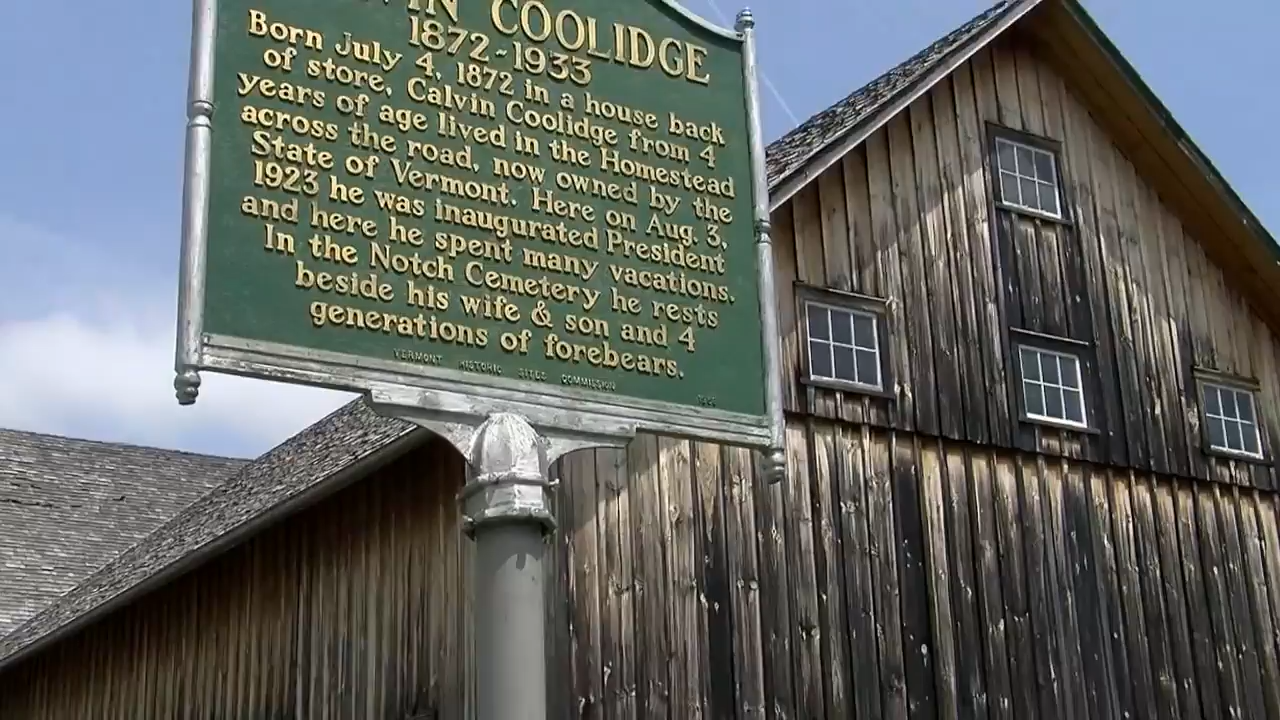 IN COOLIDGE
1872-1933
Born July 4, 1872 in a house back
of store, Calvin Coolidge from 4
years of age lived in the Homestead
across the road, now owned by the
State of Vermont. Here on Aug. 3,
1923 he was inaugurated President
and here he spent many vacations.
In the Notch Cemetery he rests
beside his wife & son and 4
generations of forebears.
VERMONT HISTORIC SITES COMMISSION